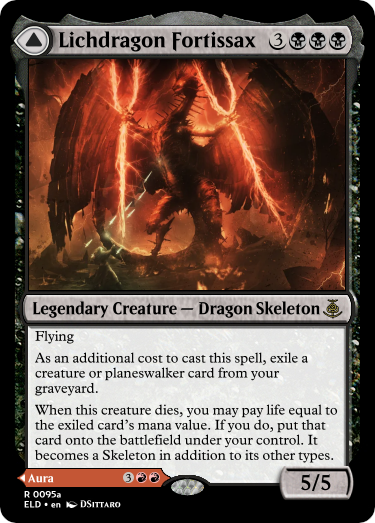 Lichdragon Fortissax 3
Legendary Creature — Dragon Skeleton
Flying
As an additional cost to cast this spell, exile a
creature or planeswalker card from your
graveyard.
When this creature dies, you may pay life equal to
the exiled card's mana value. If you do, put that
card onto the battlefield under your control. It
becomes a Skeleton in addition to its other types.
Aura 3
5/5
R 0095a
ELD • en DSittaro